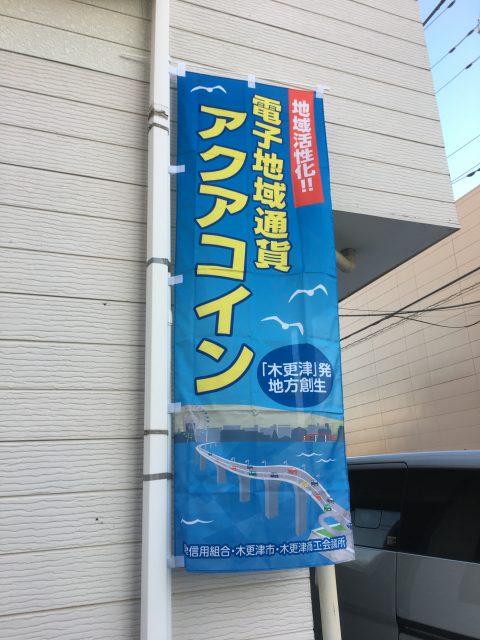 地域活性化!!
電子地域通貨
アクアコイン
「木更津」発
地方創生
信用組合・木更津市・木更津商工会議所